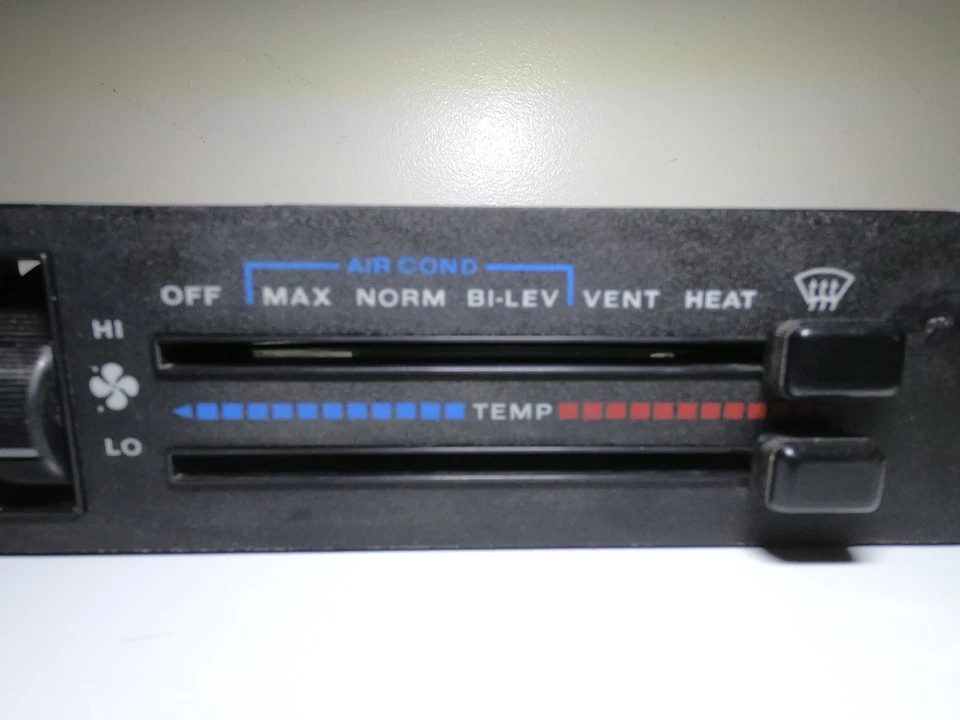 AIR COND
OFF MAX NORM BI-LEV VENT HEAT
HI
TEMP
LO